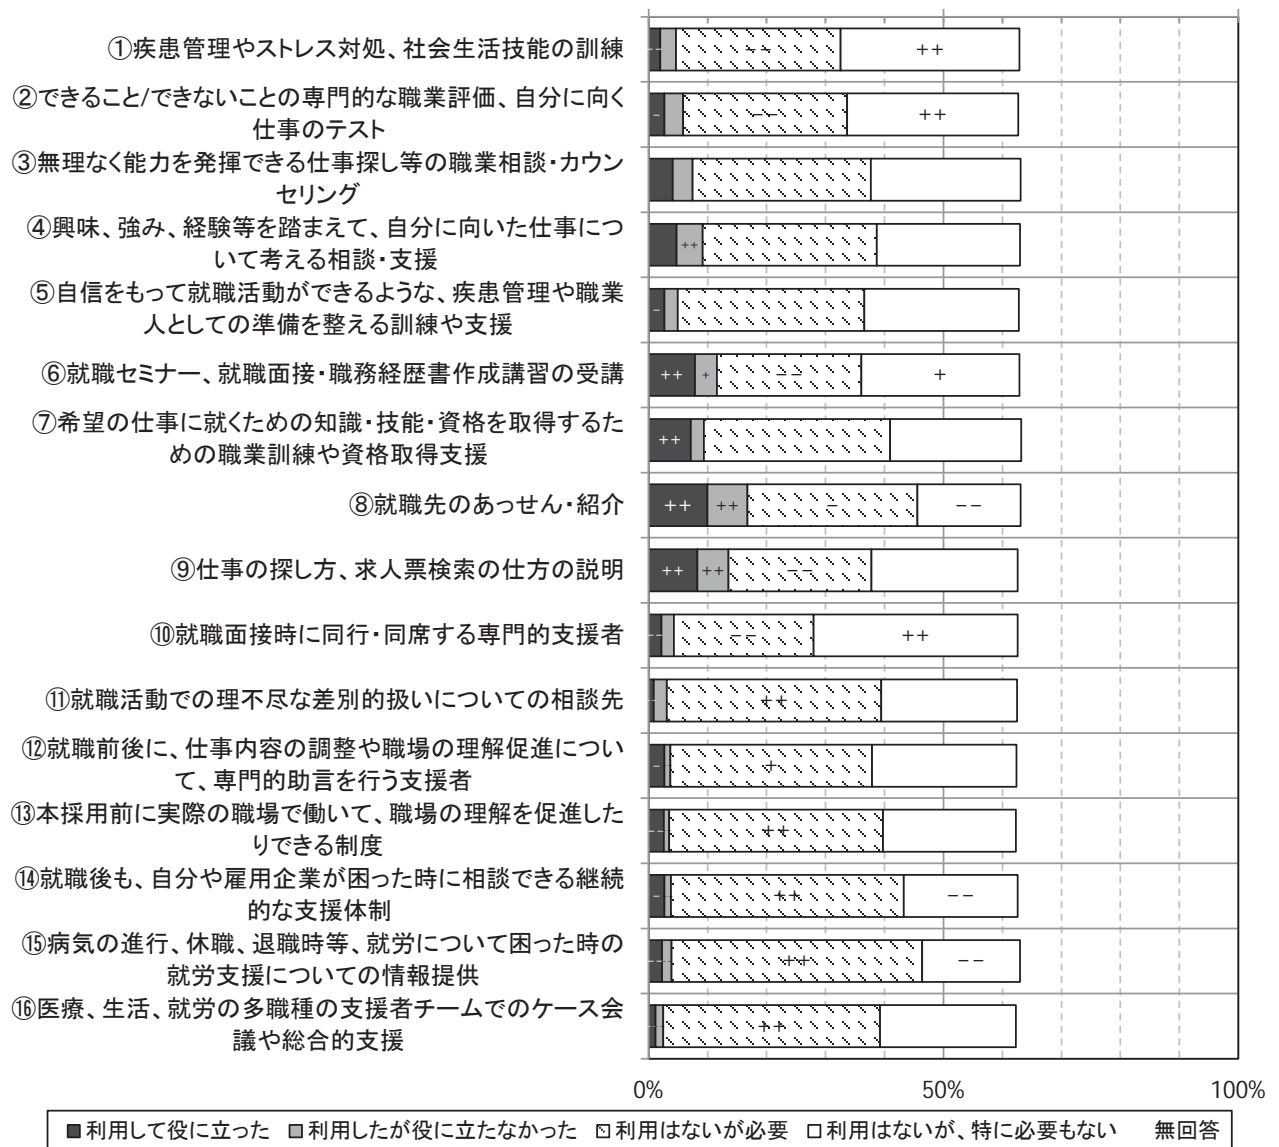 ①疾患管理やストレス対処、社会生活技能の訓練
-- -- ++
②できること/できないことの専門的な職業評価、自分に向く
仕事のテスト
- -- ++
③無理なく能力を発揮できる仕事探し等の職業相談・カウン
セリング
④興味、強み、経験等を踏まえて、自分に向いた仕事につ
いて考える相談・支援
++
⑤自信をもって就職活動ができるような、疾患管理や職業
人としての準備を整える訓練や支援
-
⑥就職セミナー、就職面接・職務経歴書作成講習の受講
++ + -- +
⑦希望の仕事に就くための知識・技能・資格を取得するた
めの職業訓練や資格取得支援
++
⑧就職先のあっせん・紹介
++ ++ - --
⑨仕事の探し方、求人票検索の仕方の説明
++ ++ --
⑩就職面接時に同行・同席する専門的支援者
-- -- ++
⑪就職活動での理不尽な差別的扱いについての相談先
++
⑫就職前後に、仕事内容の調整や職場の理解促進につい
て、専門的助言を行う支援者
- +
⑬本採用前に実際の職場で働いて、職場の理解を促進した
りできる制度
++
⑭就職後も、自分や雇用企業が困った時に相談できる継続
的な支援体制
- ++ --
⑮病気の進行、休職、退職時等、就労について困った時の
就労支援についての情報提供
-- ++ --
⑯医療、生活、就労の多職種の支援者チームでのケース会
議や総合的支援
++
0% 50% 100%
■利用して役に立った ■利用したが役に立たなかった □利用はないが必要 □利用はないが、特に必要もない 無回答